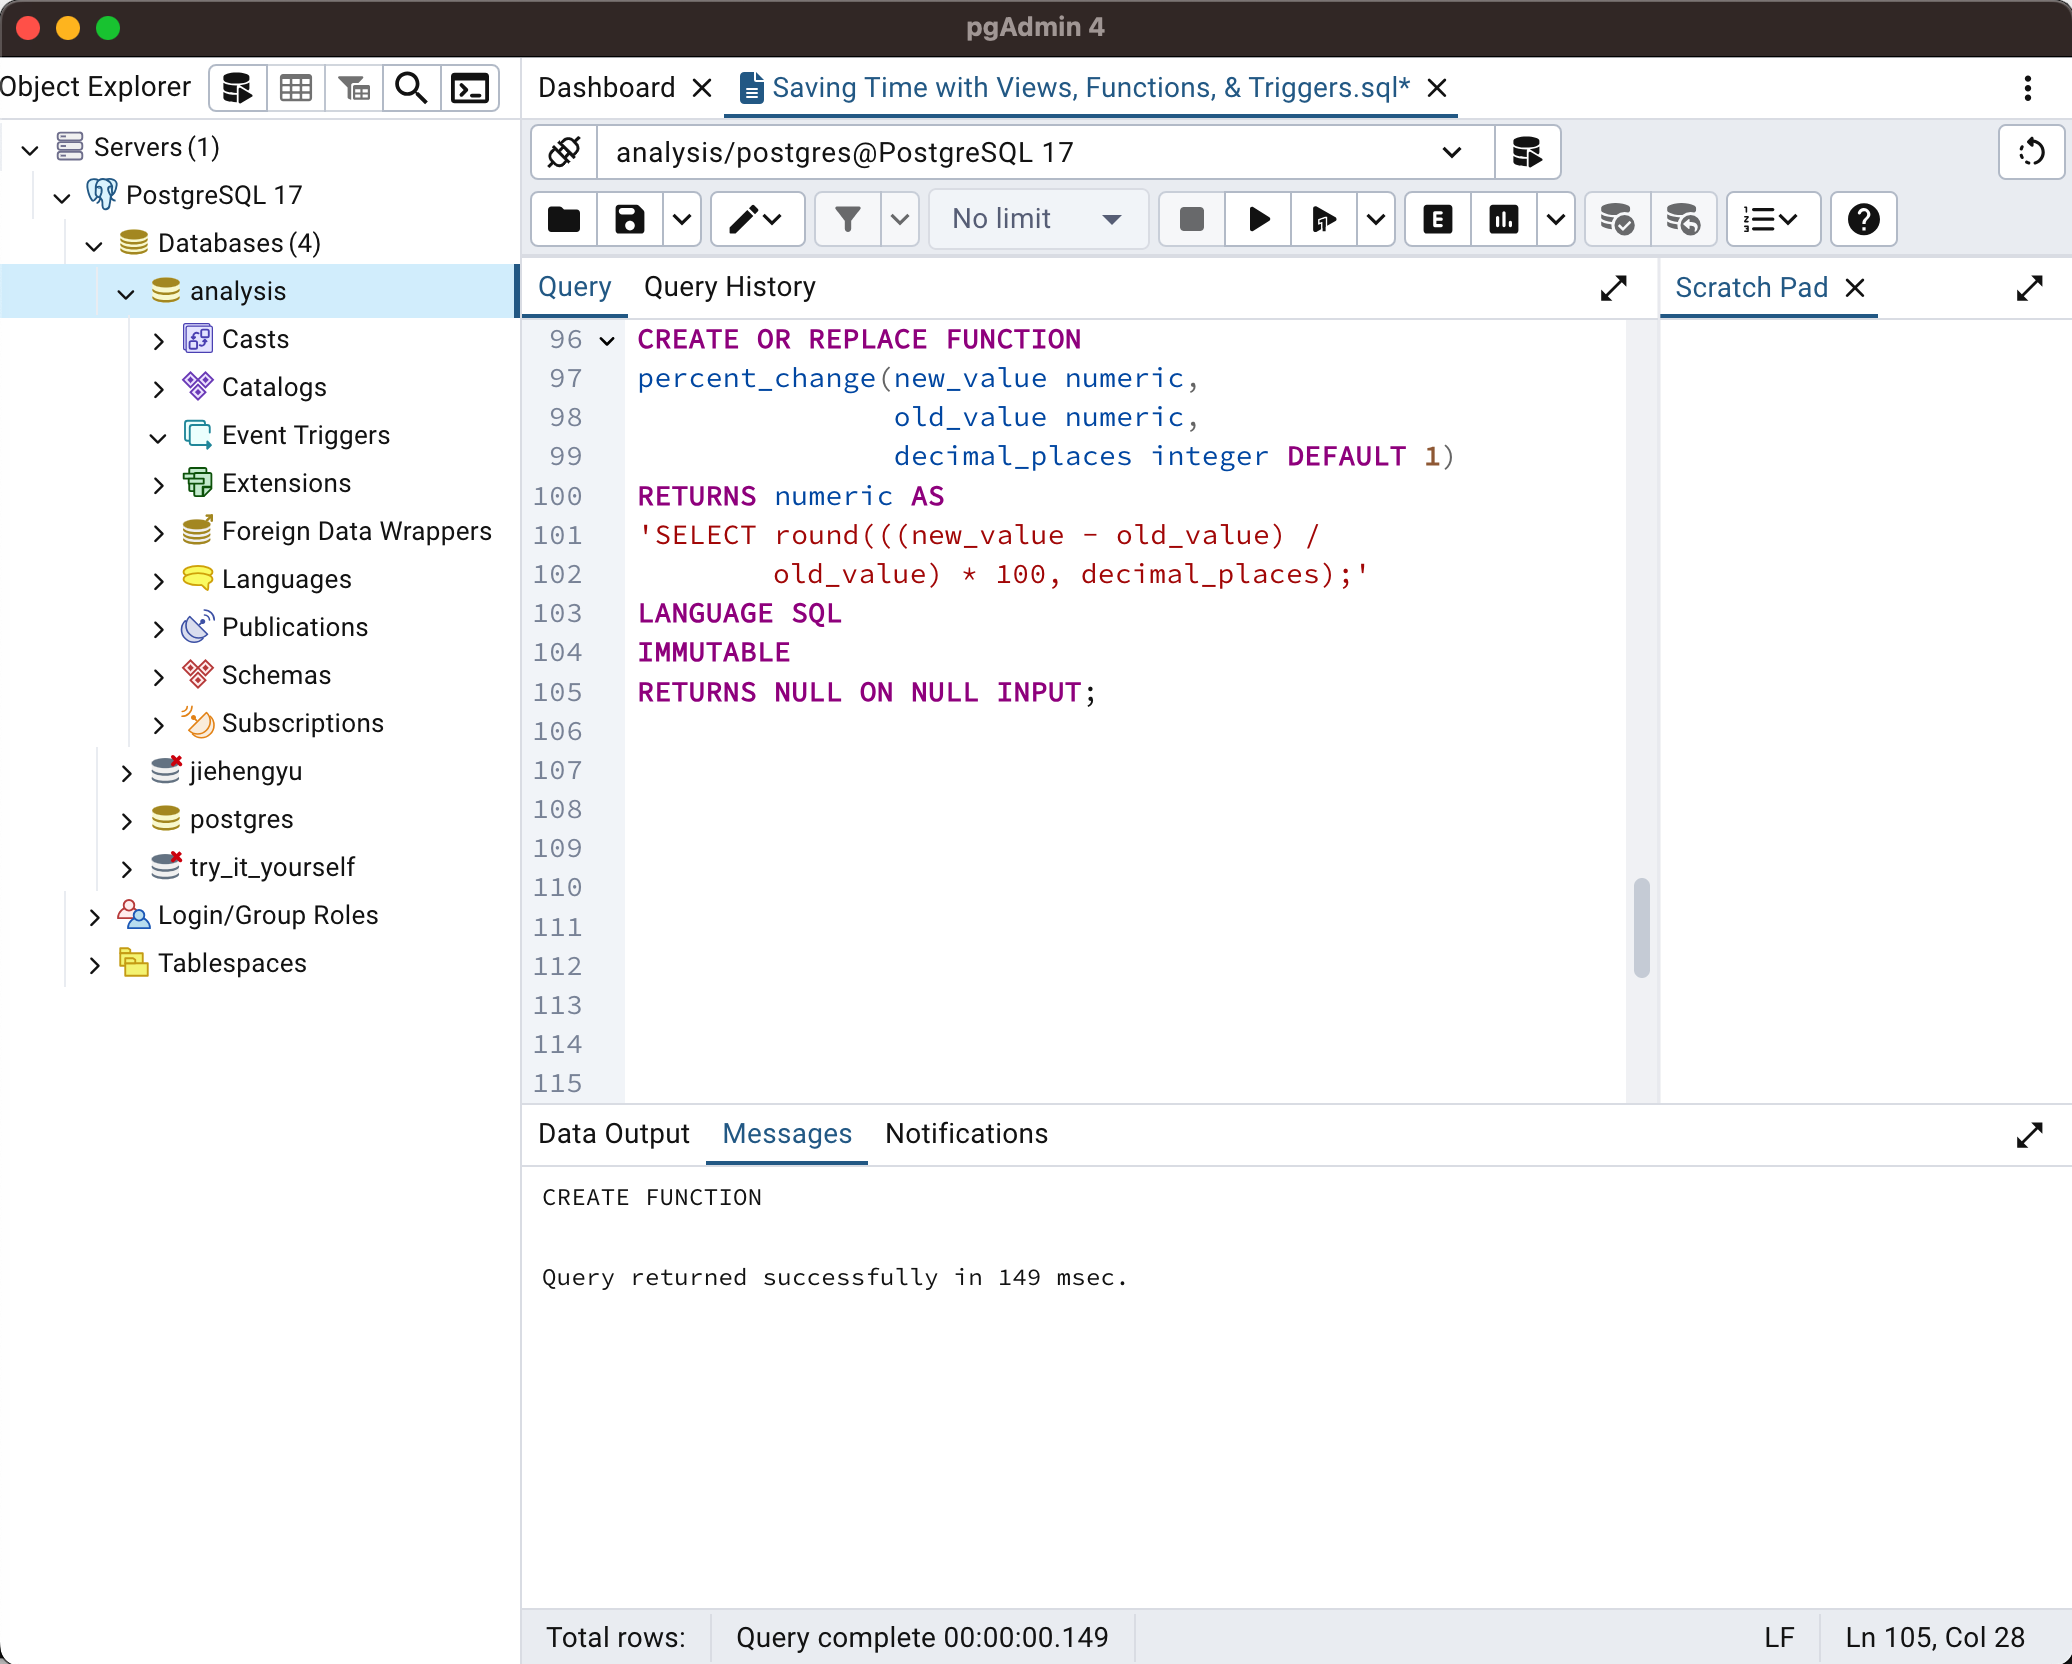 pgAdmin 4
Object Explorer
Dashboard
Saving Time with Views, Functions, & Triggers.sql*
Servers (1)
PostgreSQL 17
Databases (4)
analysis
Casts
Catalogs
Event Triggers
Extensions
Foreign Data Wrappers
Languages
Publications
Schemas
Subscriptions
jiehengyu
postgres
try_it_yourself
Login/Group Roles
Tablespaces
analysis/postgres@PostgreSQL 17
No limit
E
Query
Query History
Scratch Pad
96 CREATE OR REPLACE FUNCTION
97 percent_change(new_value numeric,
98 old_value numeric,
99 decimal_places integer DEFAULT 1)
100 RETURNS numeric AS
101 'SELECT round(((new_value - old_value) /
102 old_value) * 100, decimal_places);'
103 LANGUAGE SQL
104 IMMUTABLE
105 RETURNS NULL ON NULL INPUT;
106
107
108
109
110
111
112
113
114
115
Data Output
Messages
Notifications
CREATE FUNCTION
Query returned successfully in 149 msec.
Total rows:
Query complete 00:00:00.149
LF
Ln 105, Col 28